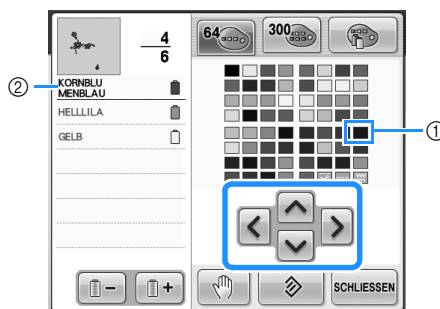 4
6
64
300
② KORNBLU
MENBLAU
HELLLILA
GELB
①
SCHLIESSEN